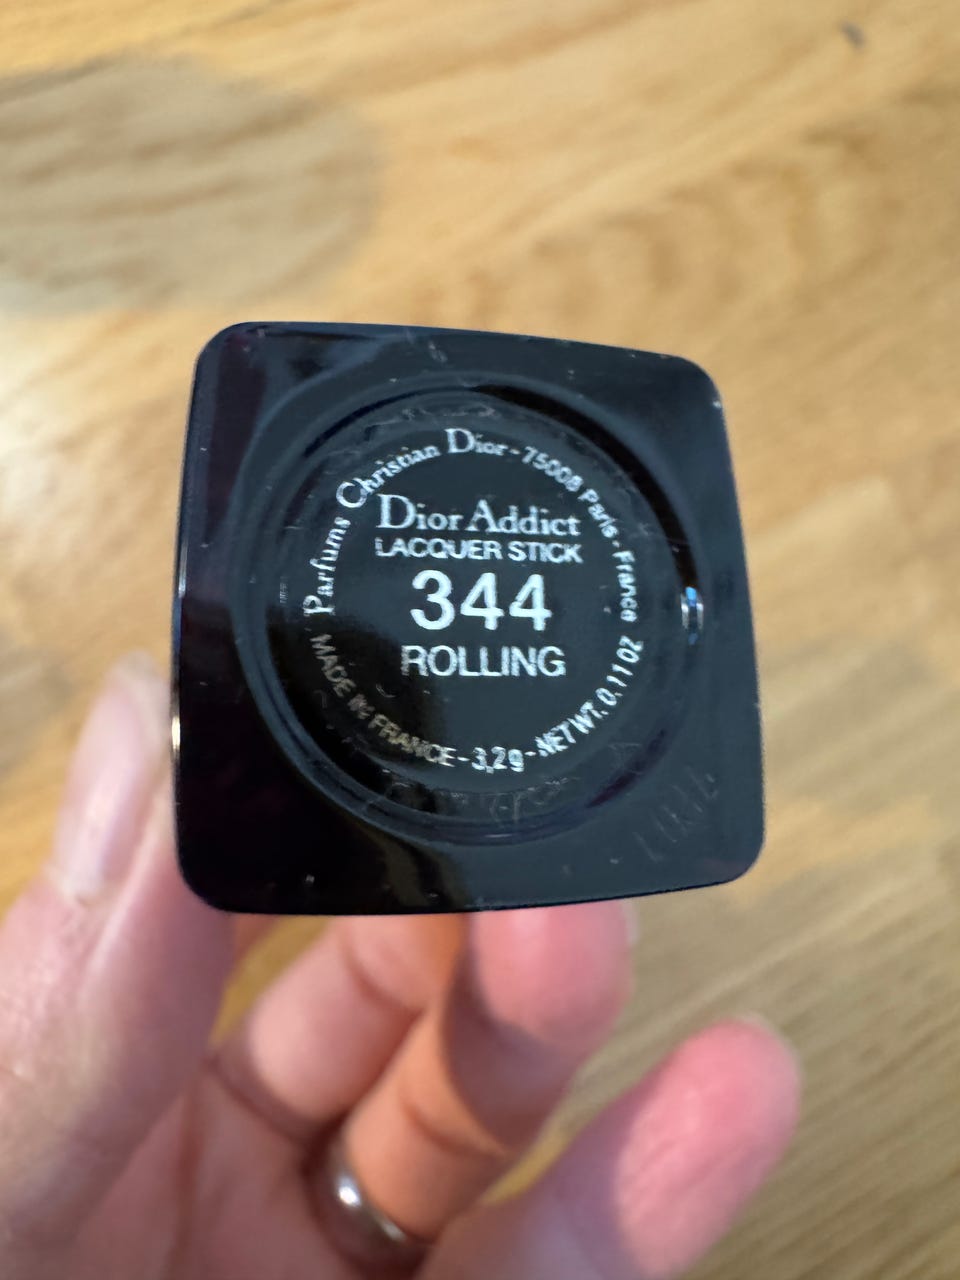 Parfums Christian Dior - 75008 Paris - France
Dior Addict
LACQUER STICK
344
ROLLING
MADE IN FRANCE - 3,2g - NET WT. 0.11 OZ